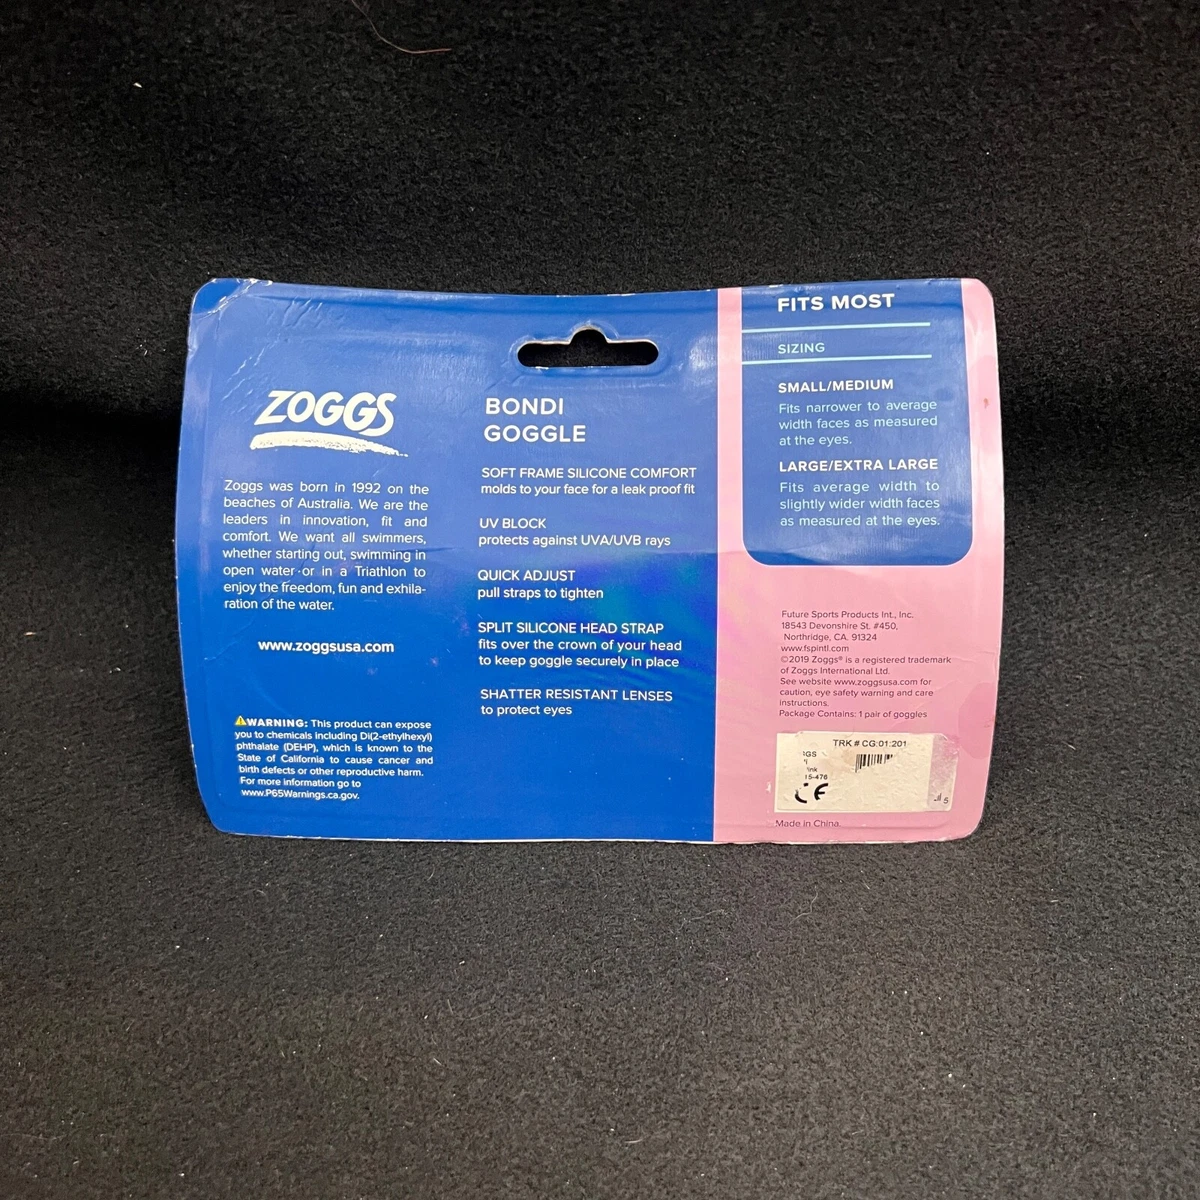 ZOGGS
Zoggs was born in 1992 on the
beaches of Australia. We are the
leaders in innovation, fit and
comfort. We want all swimmers,
whether starting out, swimming in
open water or in a Triathlon to
enjoy the freedom, fun and exhila-
ration of the water.
www.zoggsusa.com
WARNING: This product can expose
you to chemicals including Di(2-ethylhexyl)
phthalate (DEHP), which is known to the
State of California to cause cancer and
birth defects or other reproductive harm.
For more information go to
www.P65Warnings.ca.gov.
BONDI
GOGGLE
SOFT FRAME SILICONE COMFORT
molds to your face for a leak proof fit
UV BLOCK
protects against UVA/UVB rays
QUICK ADJUST
pull straps to tighten
SPLIT SILICONE HEAD STRAP
fits over the crown of your head
to keep goggle securely in place
SHATTER RESISTANT LENSES
to protect eyes
FITS MOST
SIZING
SMALL/MEDIUM
Fits narrower to average
width faces as measured
at the eyes.
LARGE/EXTRA LARGE
Fits average width to
slightly wider width faces
as measured at the eyes.
Future Sports Products Int., Inc.
18543 Devonshire St. #450,
Northridge, CA. 91324
www.fspintl.com
©2019 Zoggs® is a registered trademark
of Zoggs International Ltd.
See website www.zoggsusa.com for
caution, eye safety warning and care
instructions.
Package Contains: 1 pair of goggles
TRK # CG:01:201
15-476
CE
5
Made in China.